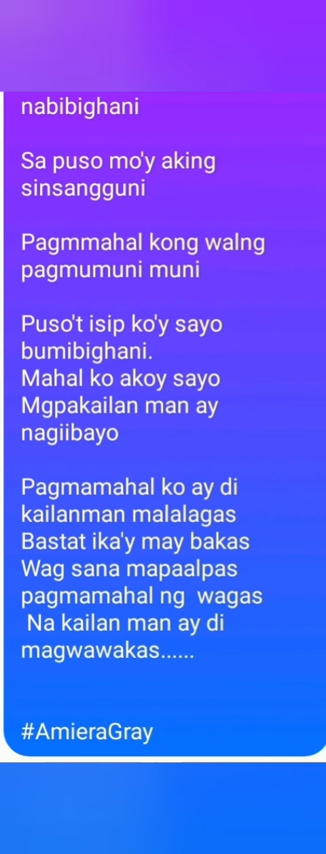 nabibighani
Sa puso mo'y aking
sinsangguni
Pagmmahal kong walng
pagmumuni muni
Puso't isip ko'y sayo
bumibighani.
Mahal ko akoy sayo
Mgpakailan man ay
nagiibayo
Pagmamahal ko ay di
kailanman malalagas
Bastat ika'y may bakas
Wag sana mapaalpas
pagmamahal ng  wagas
Na kailan man ay di
magwawakas......
#AmieraGray